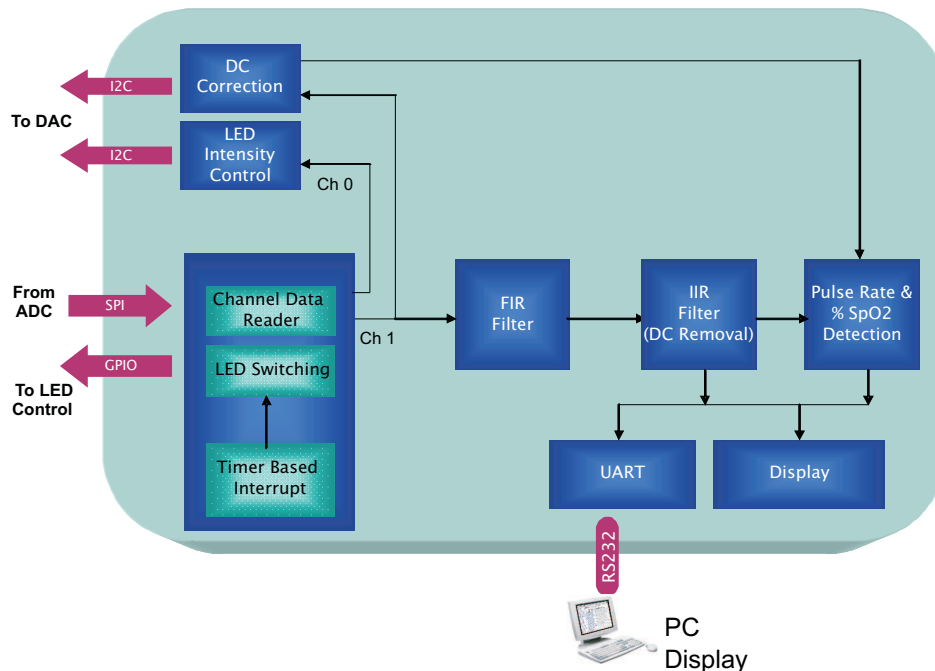 DC
Correction
I2C
To DAC
LED
Intensity
Control
I2C
Ch 0
From
ADC
SPI
Channel Data
Reader
Ch 1
FIR
Filter
IIR
Filter
(DC Removal)
Pulse Rate &
% SpO2
Detection
GPIO
To LED
Control
LED Switching
Timer Based
Interrupt
UART
Display
RS232
PC
Display